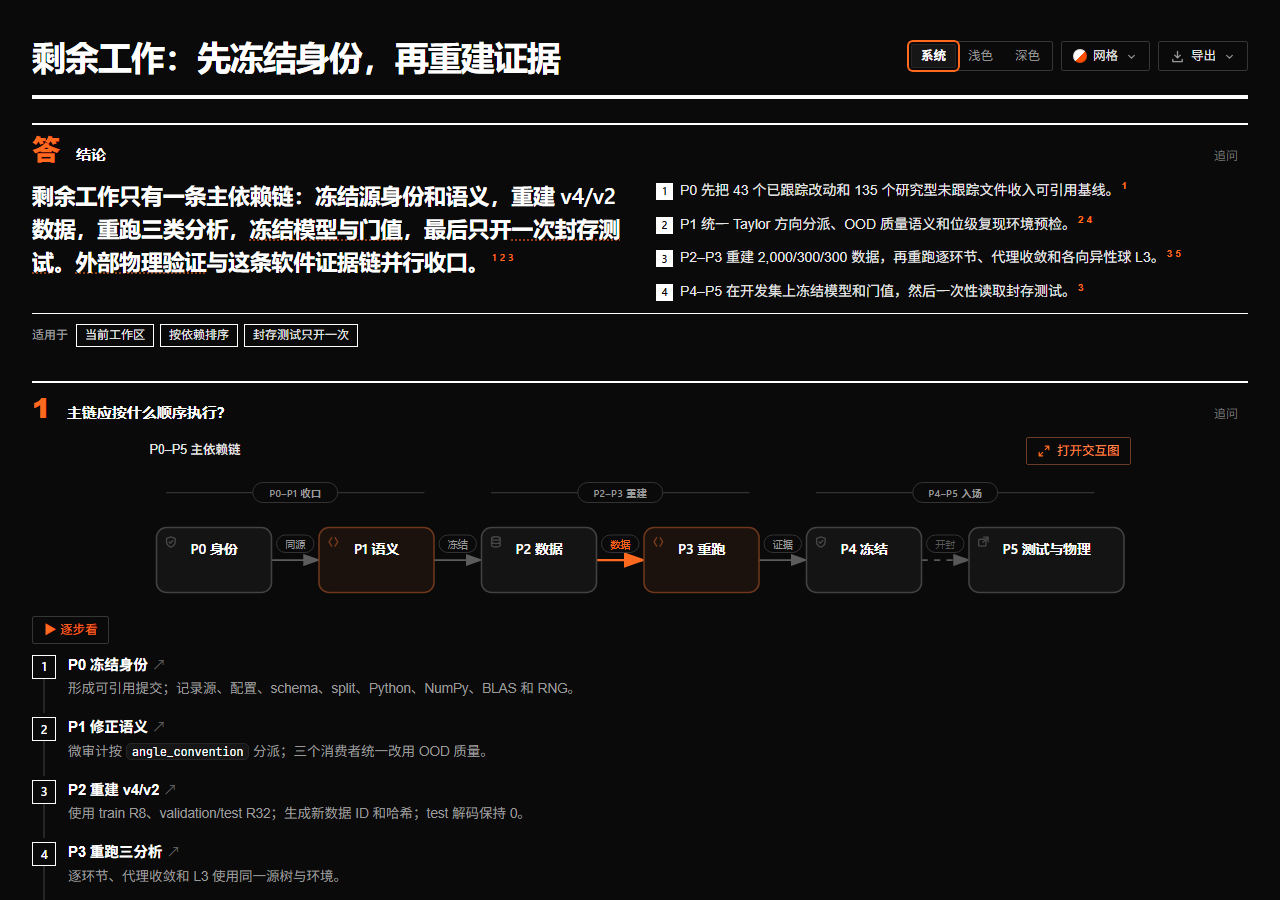 剩余工作：先冻结身份，再重建证据
系统 浅色 深色 网格 导出
答 结论 追问
剩余工作只有一条主依赖链：冻结源身份和语义，重建 v4/v2
数据，重跑三类分析，冻结模型与门值，最后只开一次封存测
试。外部物理验证与这条软件证据链并行收口。 1 2 3
1 P0 先把 43 个已跟踪改动和 135 个研究型未跟踪文件收入可引用基线。 1
2 P1 统一 Taylor 方向分派、OOD 质量语义和位级复现环境预检。 2 4
3 P2–P3 重建 2,000/300/300 数据，再重跑逐环节、代理收敛和各向异性球 L3。 3 5
4 P4–P5 在开发集上冻结模型和门值，然后一次性读取封存测试。 3
适用于 当前工作区 按依赖排序 封存测试只开一次
1 主链应按什么顺序执行? 追问
P0–P5 主依赖链 打开交互图
P0–P1 收口 P2–P3 重建 P4–P5 入场
P0 身份 同源 P1 语义 冻结 P2 数据 数据 P3 重跑 证据 P4 冻结 开封 P5 测试与物理
逐步看
1 P0 冻结身份
形成可引用提交；记录源、配置、schema、split、Python、NumPy、BLAS 和 RNG。
2 P1 修正语义
微审计按 angle_convention 分派；三个消费者统一改用 OOD 质量。
3 P2 重建 v4/v2
使用 train R8、validation/test R32；生成新数据 ID 和哈希；test 解码保持 0。
4 P3 重跑三分析
逐环节、代理收敛和 L3 使用同一源树与环境。